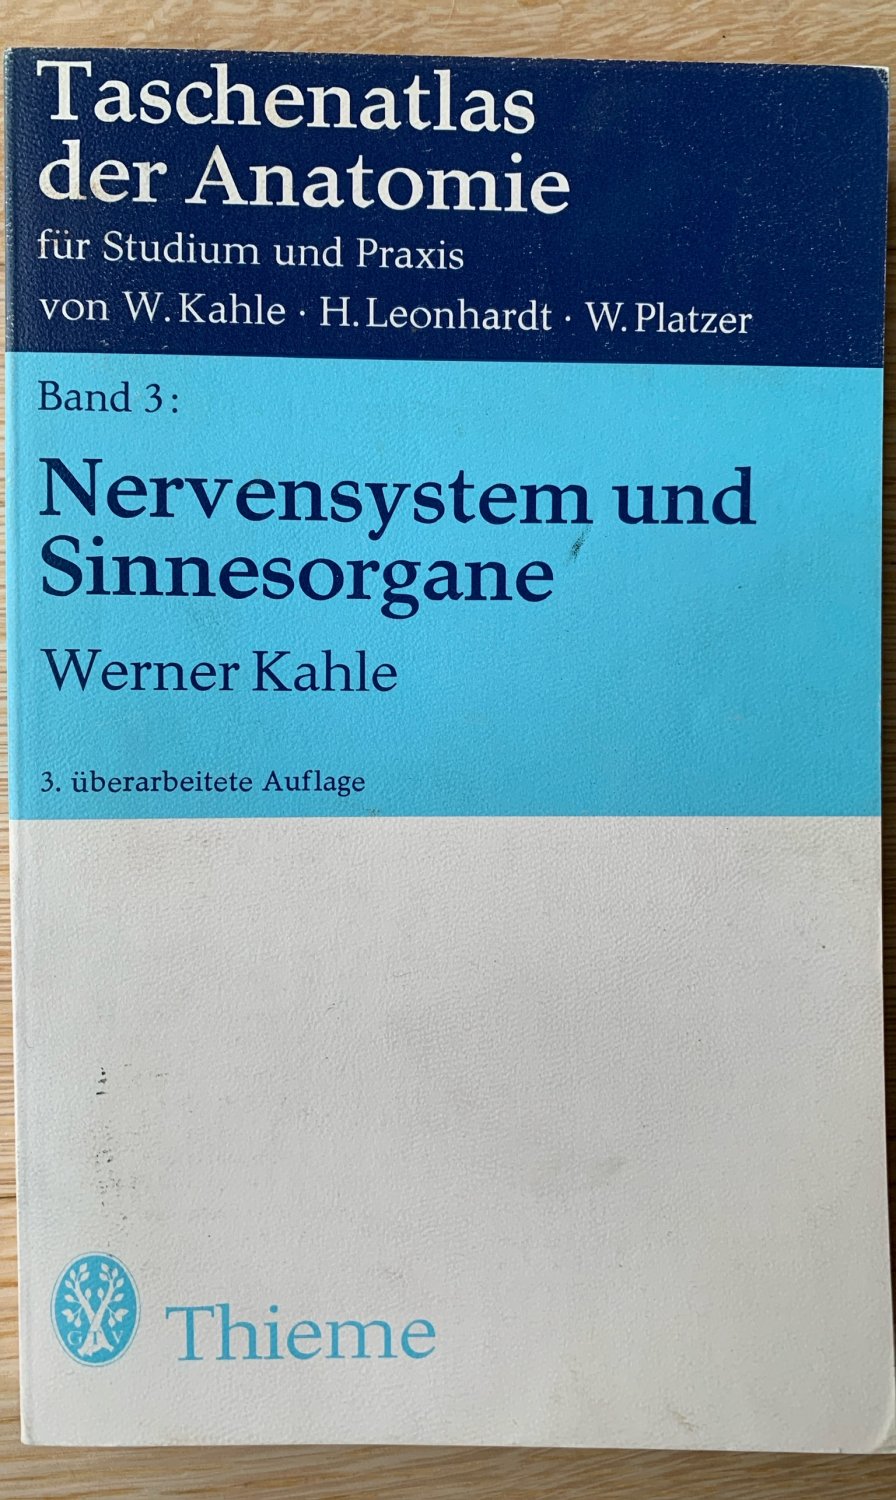 Taschenatlas
der Anatomie
für Studium und Praxis
von W. Kahle · H. Leonhardt · W. Platzer
Band 3:
Nervensystem und
Sinnesorgane
Werner Kahle
3. überarbeitete Auflage
G I V
Thieme